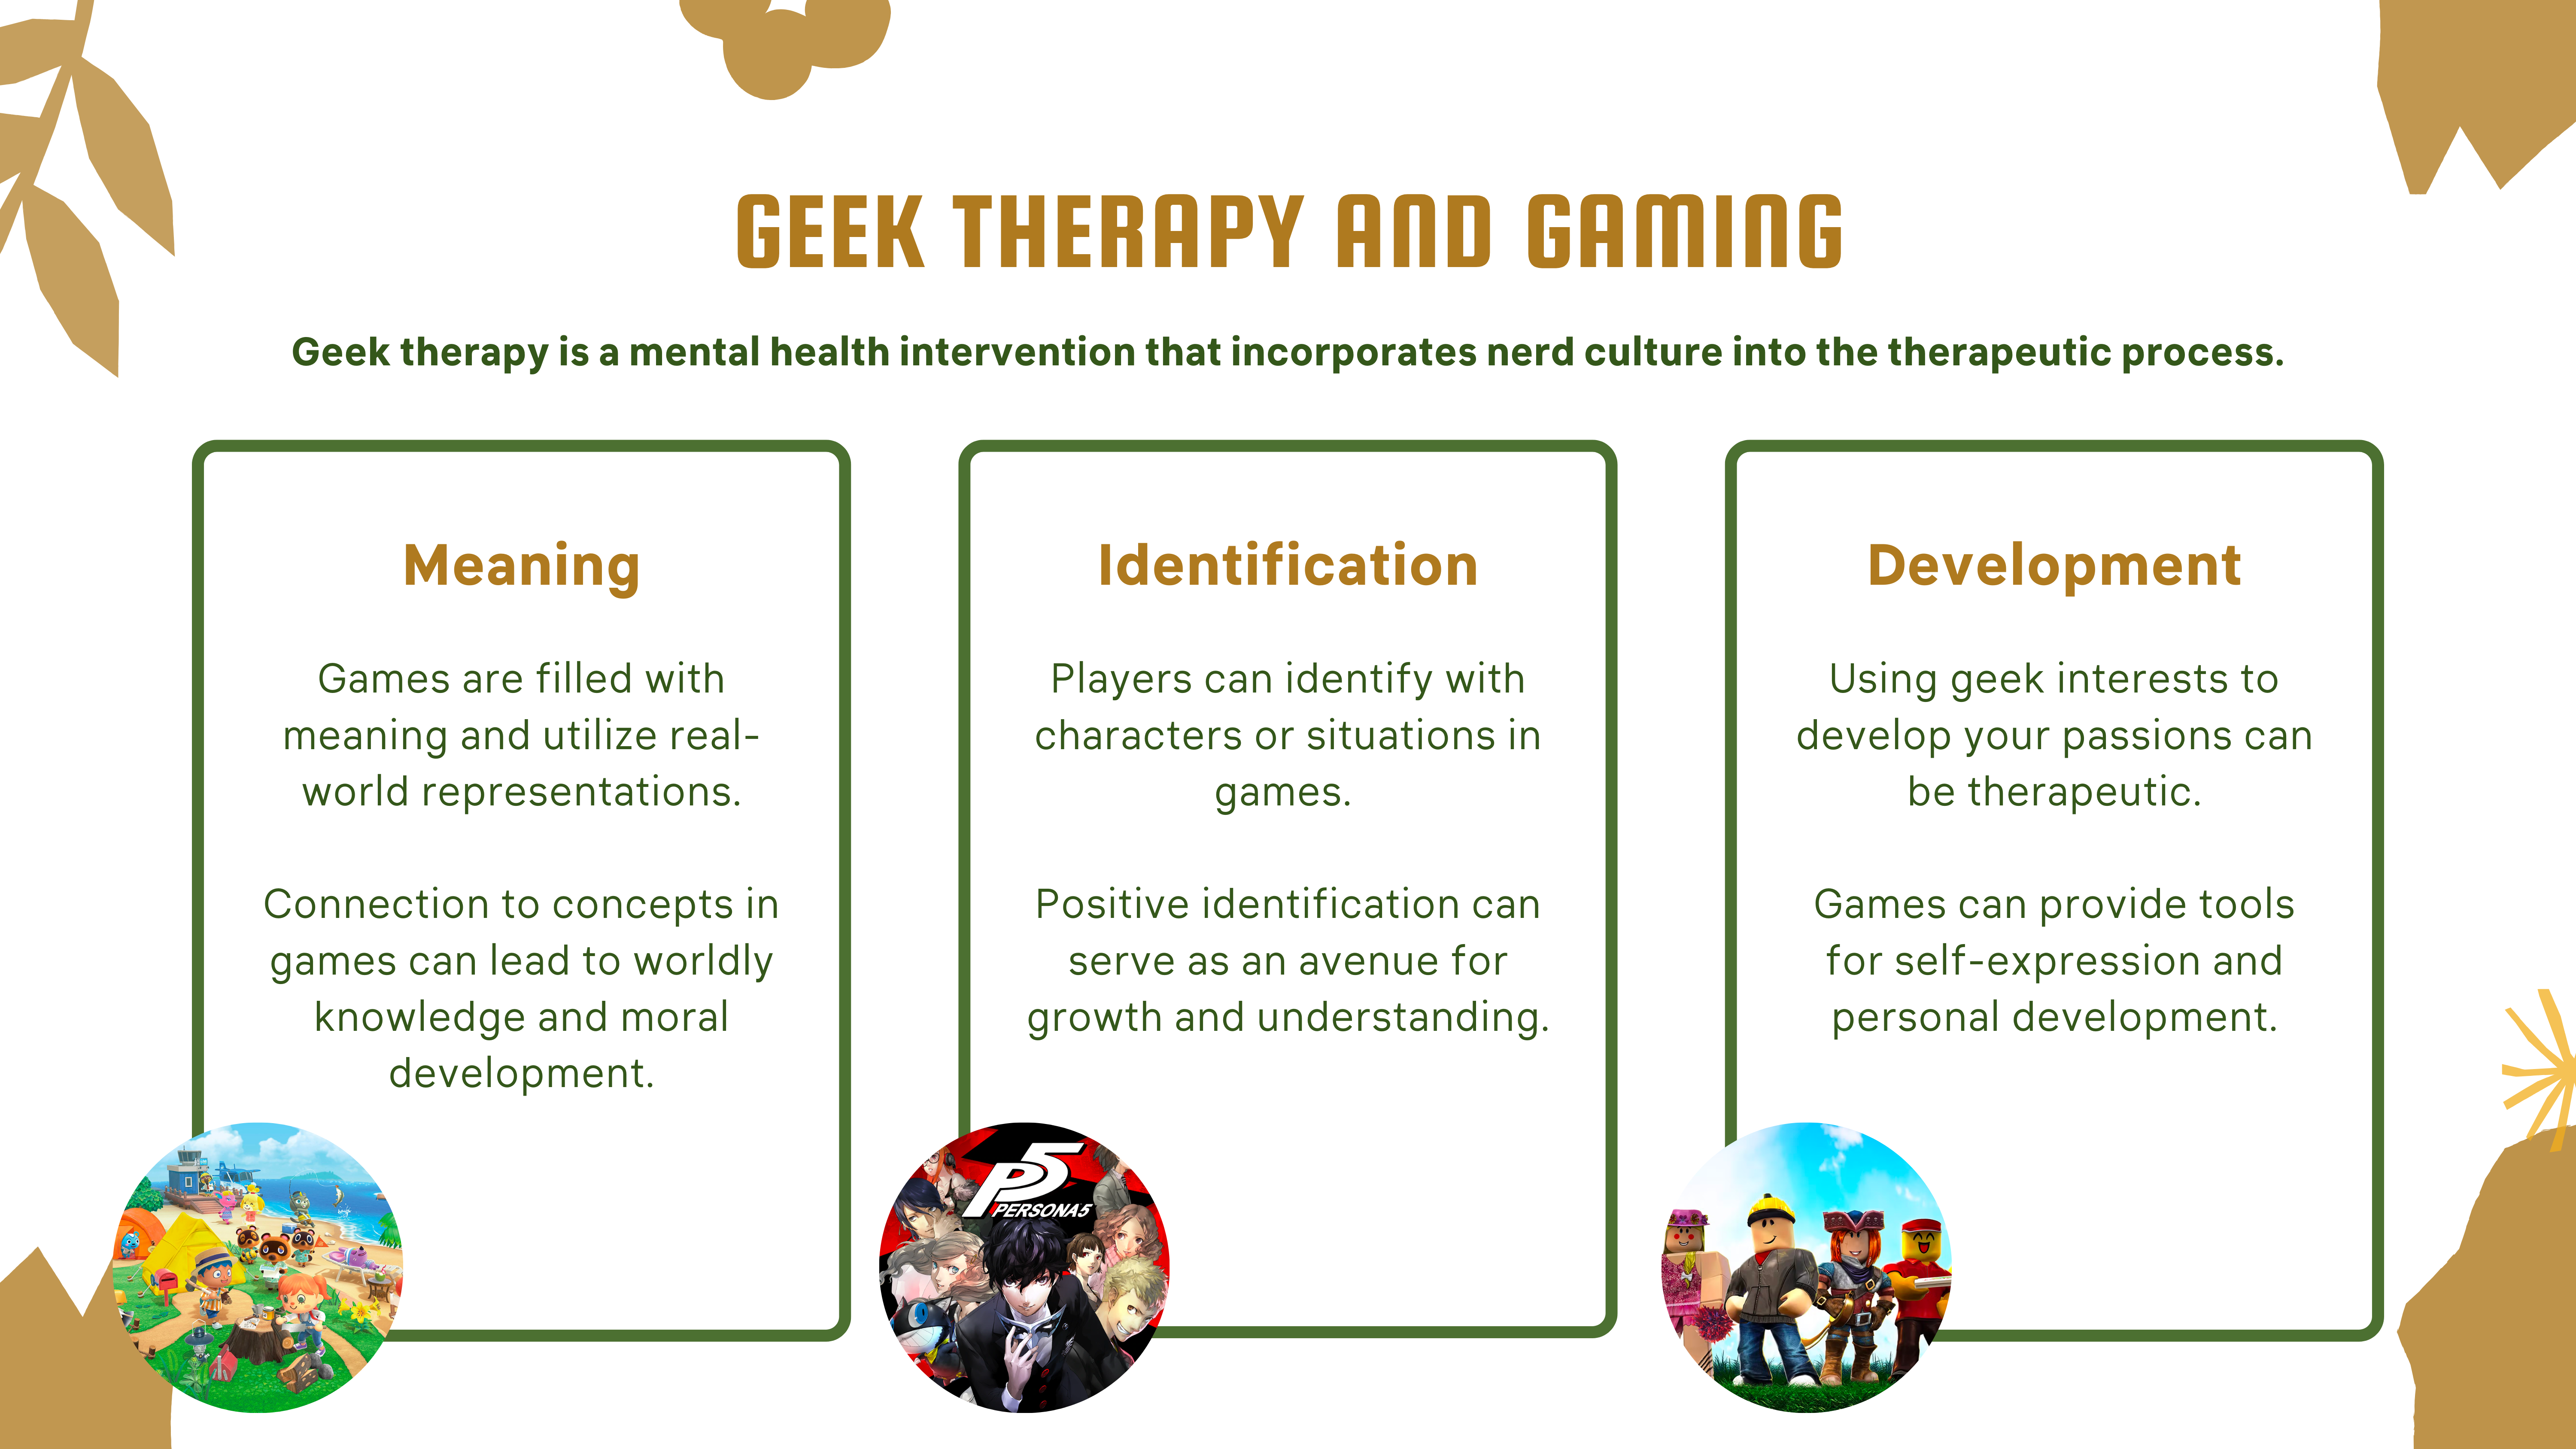 GEEK THERAPY AND GAMING
Geek therapy is a mental health intervention that incorporates nerd culture into the therapeutic process.
Meaning
Games are filled with
meaning and utilize real-
world representations.
Connection to concepts in
games can lead to worldly
knowledge and moral
development.
Identification
Players can identify with
characters or situations in
games.
Positive identification can
serve as an avenue for
growth and understanding.
P5
PERSONA5
Development
Using geek interests to
develop your passions can
be therapeutic.
Games can provide tools
for self-expression and
personal development.